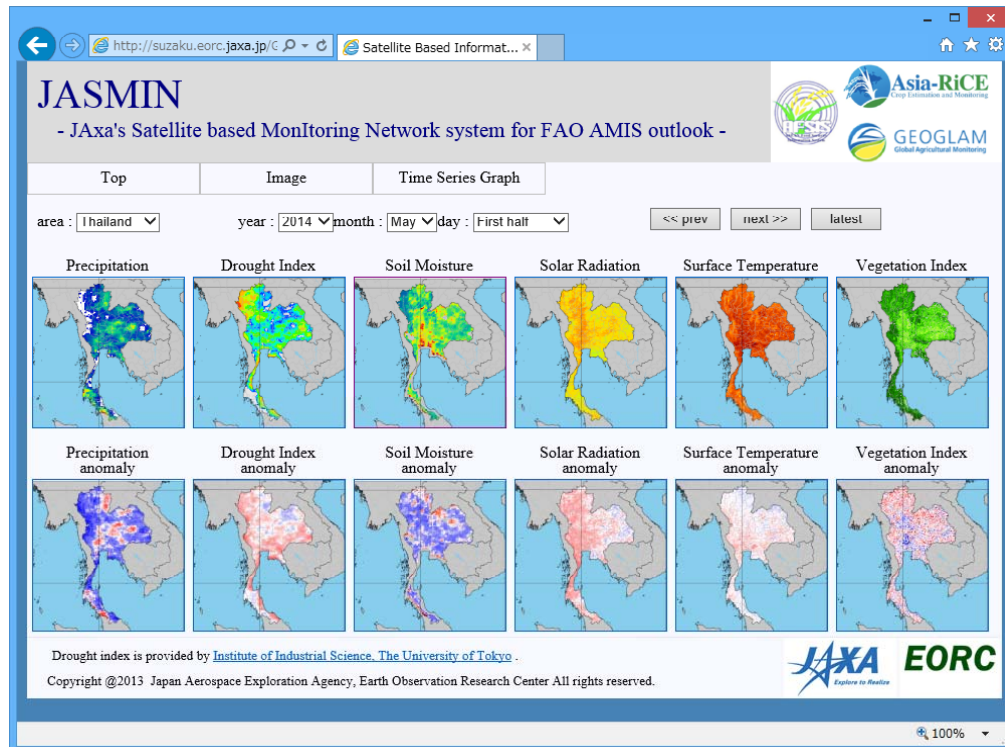 http://suzaku.eorc.jaxa.jp/G
Satellite Based Informat...
JASMIN
- JAxa's Satellite based MonItoring Network system for FAO AMIS outlook -
Asia-RiCE
Crop Estimation and Monitoring
GEOGLAM
Global Agricultural Monitoring
Top Image Time Series Graph
area : Thailand year : 2014 month : May day : First half << prev next >> latest
Precipitation Drought Index Soil Moisture Solar Radiation Surface Temperature Vegetation Index
Precipitation anomaly Drought Index anomaly Soil Moisture anomaly Solar Radiation anomaly Surface Temperature anomaly Vegetation Index anomaly
Drought index is provided by Institute of Industrial Science, The University of Tokyo .
Copyright @2013 Japan Aerospace Exploration Agency, Earth Observation Research Center All rights reserved.
JAXA
Explore to Realize
EORC
100%